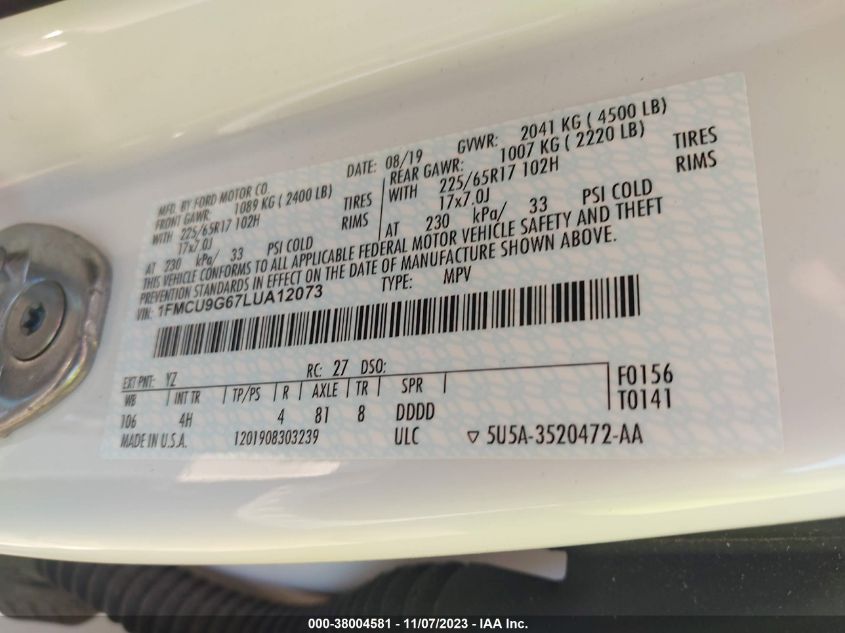 MFD. BY FORD MOTOR CO.
DATE: 08/19 GVWR: 2041 KG ( 4500 LB)
FRONT GAWR: 1089 KG ( 2400 LB) REAR GAWR: 1007 KG ( 2220 LB)
WITH 225/65R17 102H TIRES WITH 225/65R17 102H TIRES
17x7.0J RIMS 17x7.0J RIMS
AT 230 kPa/ 33 PSI COLD AT 230 kPa/ 33 PSI COLD
THIS VEHICLE CONFORMS TO ALL APPLICABLE FEDERAL MOTOR VEHICLE SAFETY AND THEFT
PREVENTION STANDARDS IN EFFECT ON THE DATE OF MANUFACTURE SHOWN ABOVE.
VIN: 1FMCU9G67LUA12073 TYPE: MPV
EXT PNT: YZ RC: 27 DSO: F0156
WB INT TR TP/PS R AXLE TR SPR T0141
106 4H 4 81 8 DDDD
MADE IN U.S.A. 1201908303239 ULC ▽ 5U5A-3520472-AA
000-38004581 - 11/07/2023 - IAA Inc.